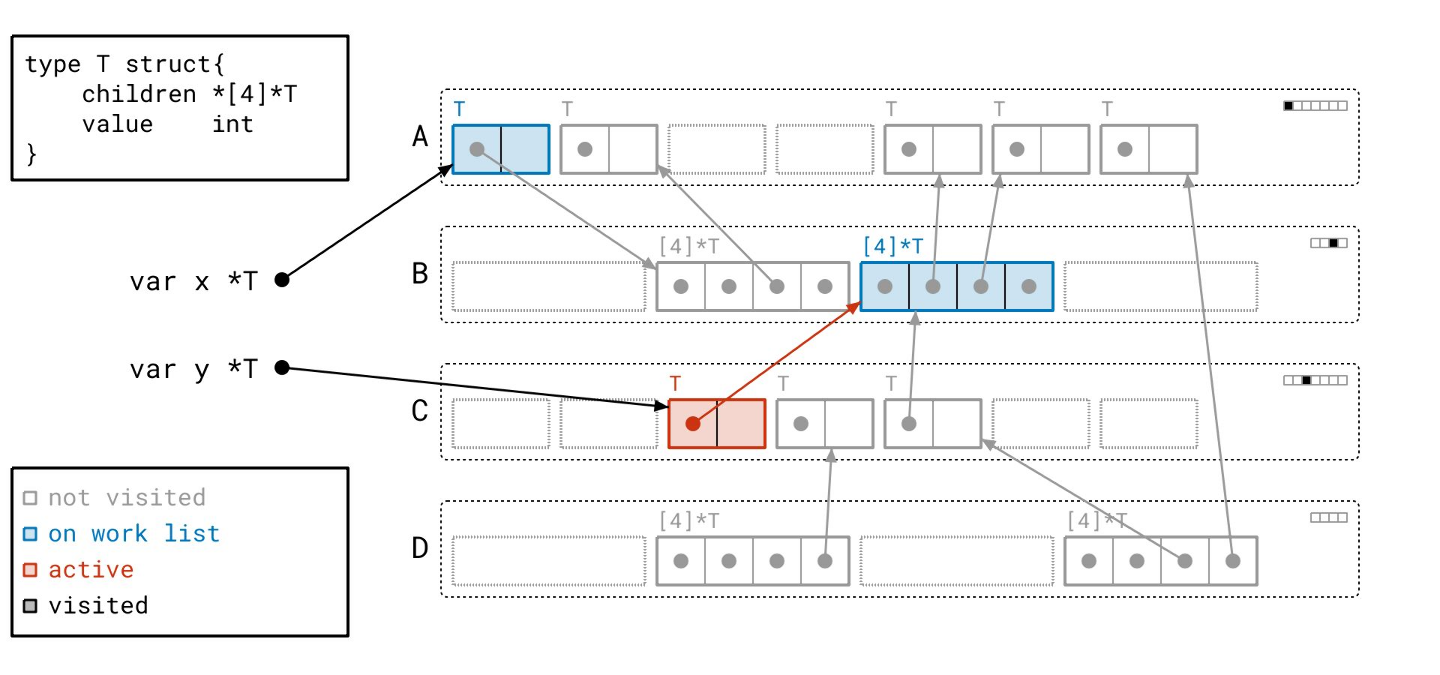 type T struct{
    children *[4]*T
    value    int
}
T T T T T
A
var x *T
[4]*T [4]*T
B
var y *T
T T T
C
not visited
on work list
active
visited
[4]*T [4]*T
D